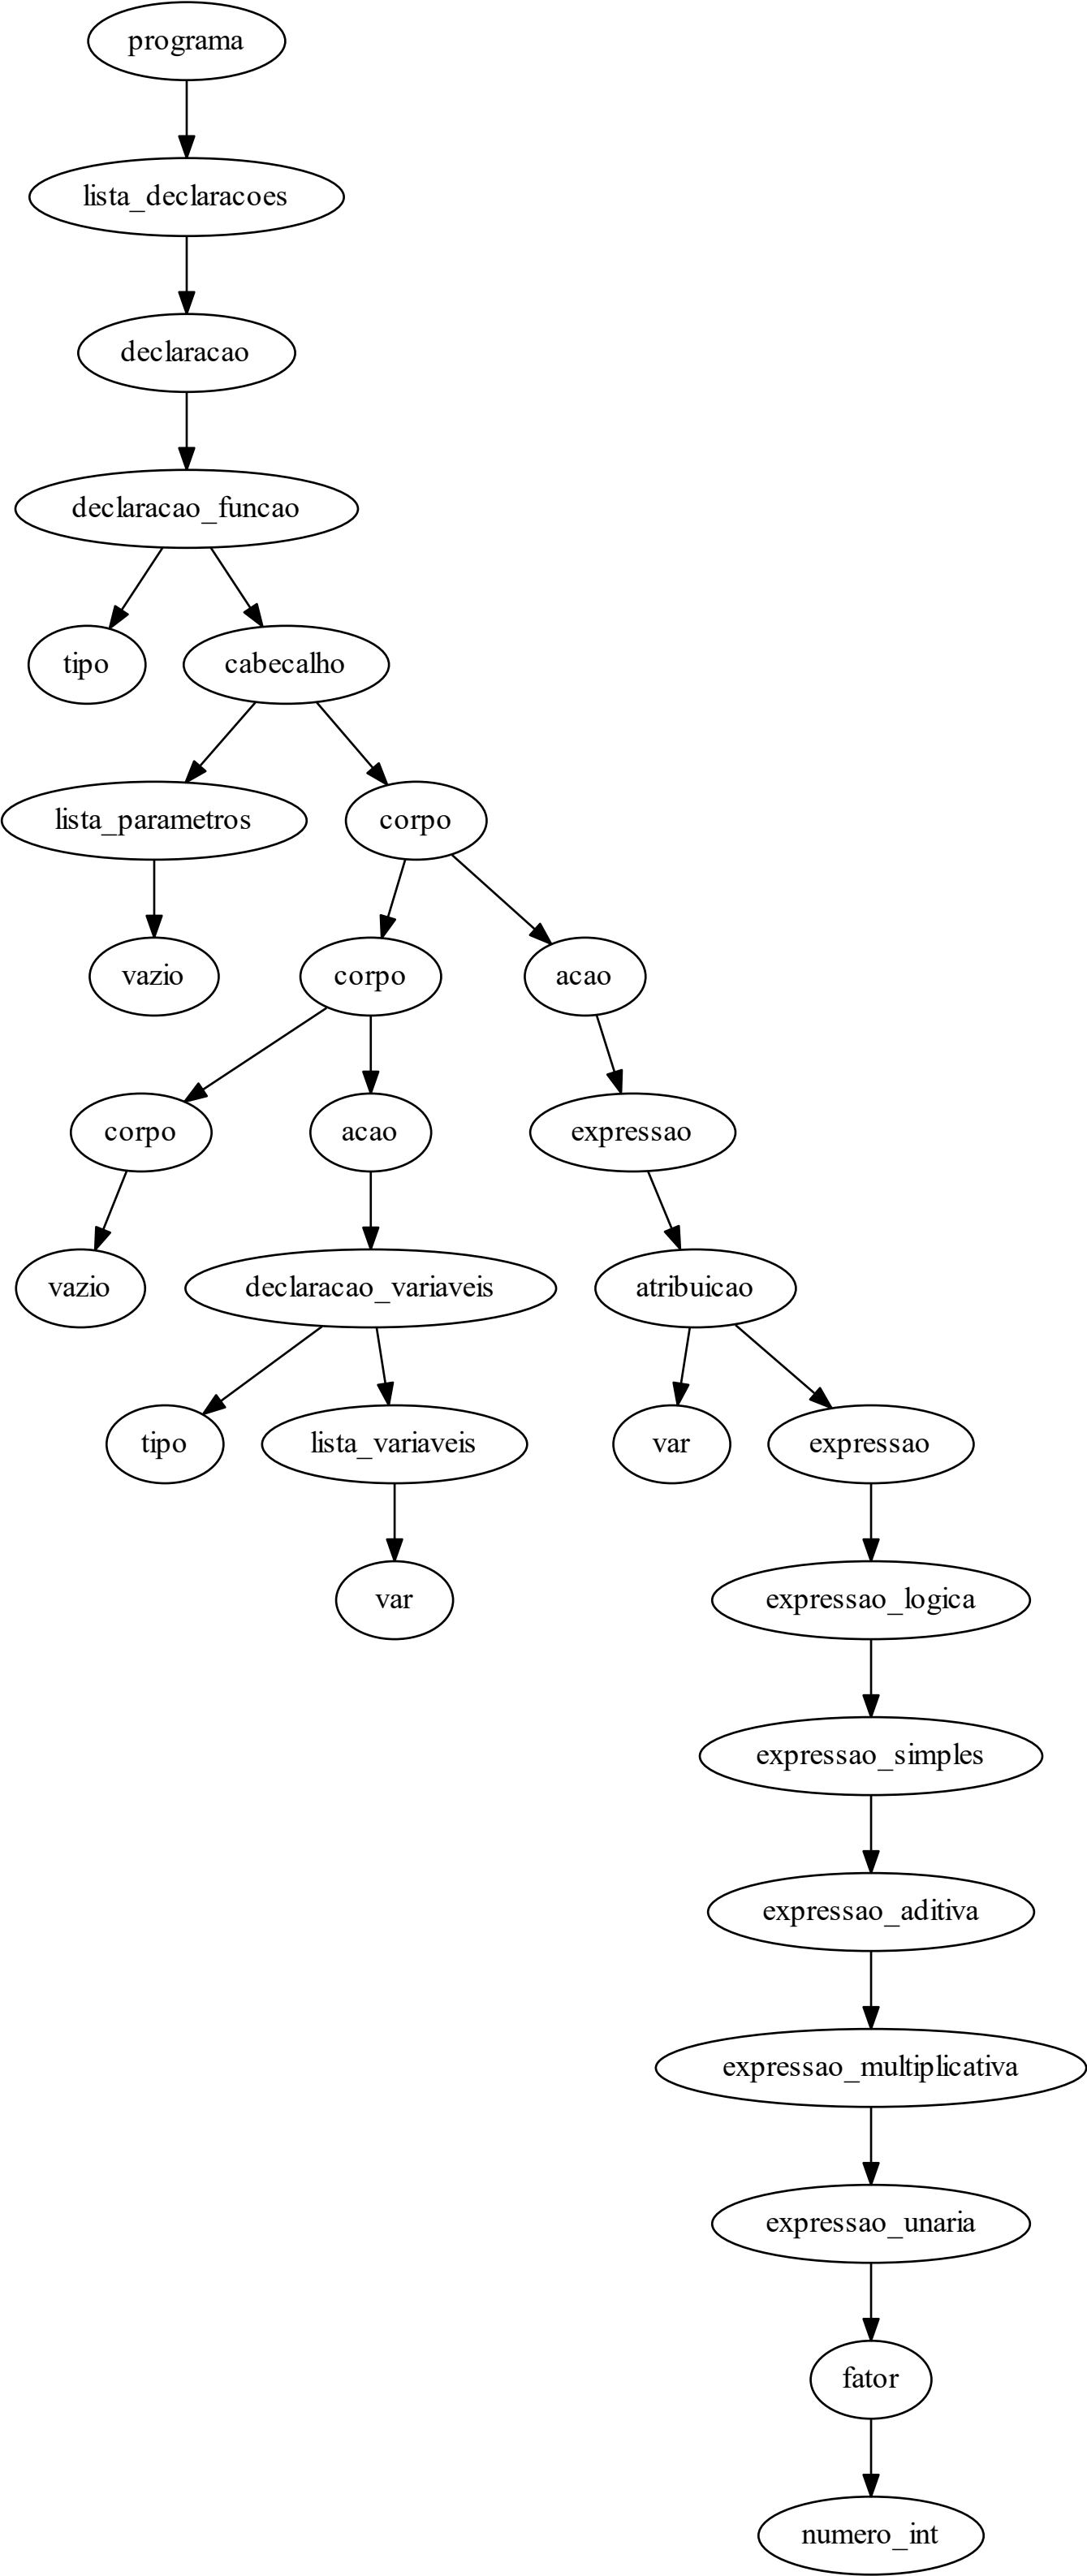 programa
lista_declaracoes
declaracao
declaracao_funcao
tipo
cabecalho
lista_parametros
corpo
vazio
corpo
acao
corpo
acao
expressao
vazio
declaracao_variaveis
atribuicao
tipo
lista_variaveis
var
expressao
var
expressao_logica
expressao_simples
expressao_aditiva
expressao_multiplicativa
expressao_unaria
fator
numero_int